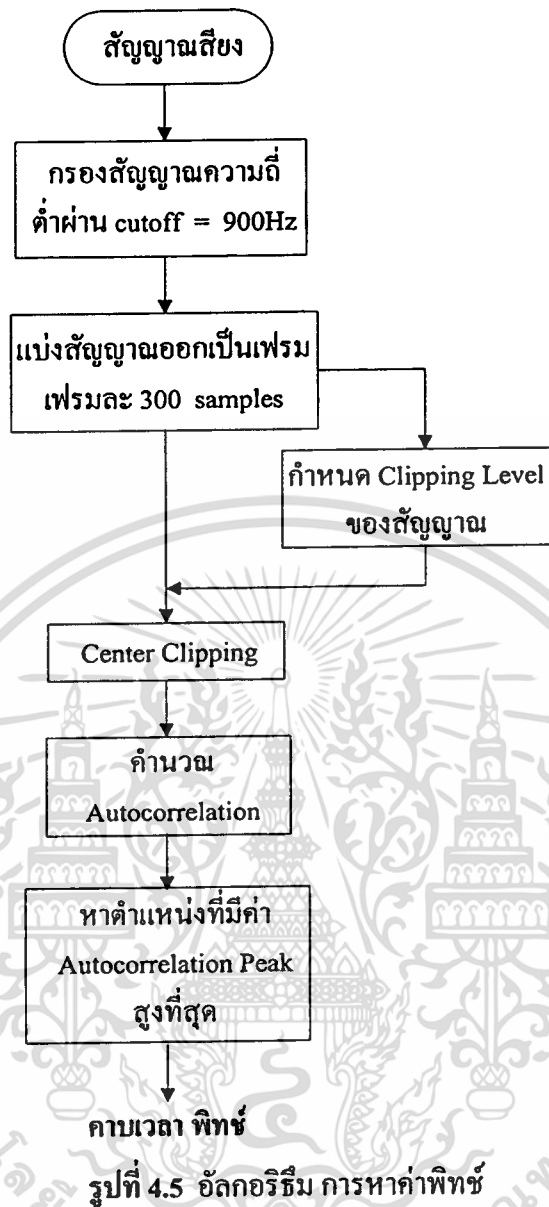 สัญญาณสียง
กรองสัญญาณความถี่
ต่ำผ่าน cutoff = 900Hz
แบ่งสัญญาณออกเป็นเฟรม
เฟรมละ 300 samples
กำหนด Clipping Level
ของสัญญาณ
Center Clipping
คำนวณ
Autocorrelation
หาตำแหน่งที่มีค่า
Autocorrelation Peak
สูงที่สุด
คาบเวลา พิทช์
รูปที่ 4.5 อัลกอริธึม การหาค่าพิทช์